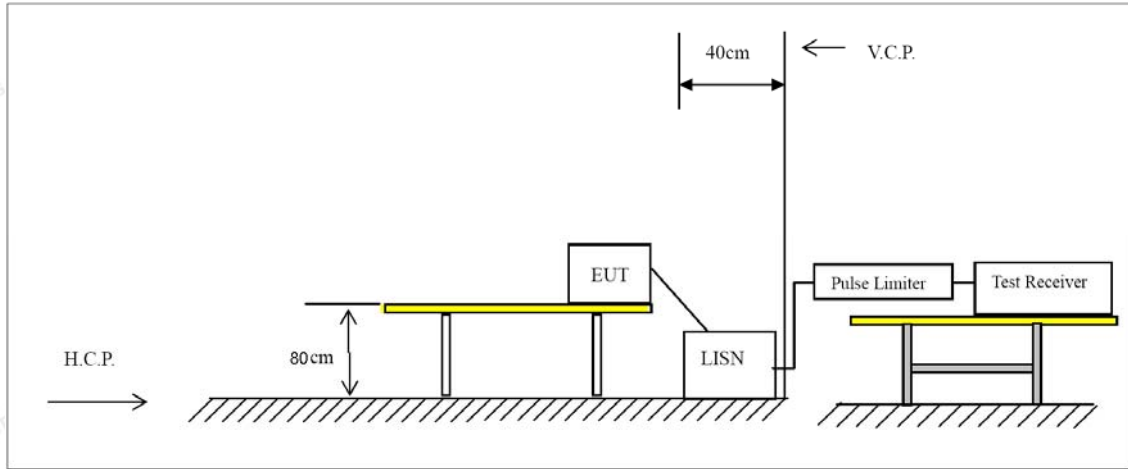 40cm
V.C.P.
EUT
Pulse Limiter
Test Receiver
80cm
LISN
H.C.P.